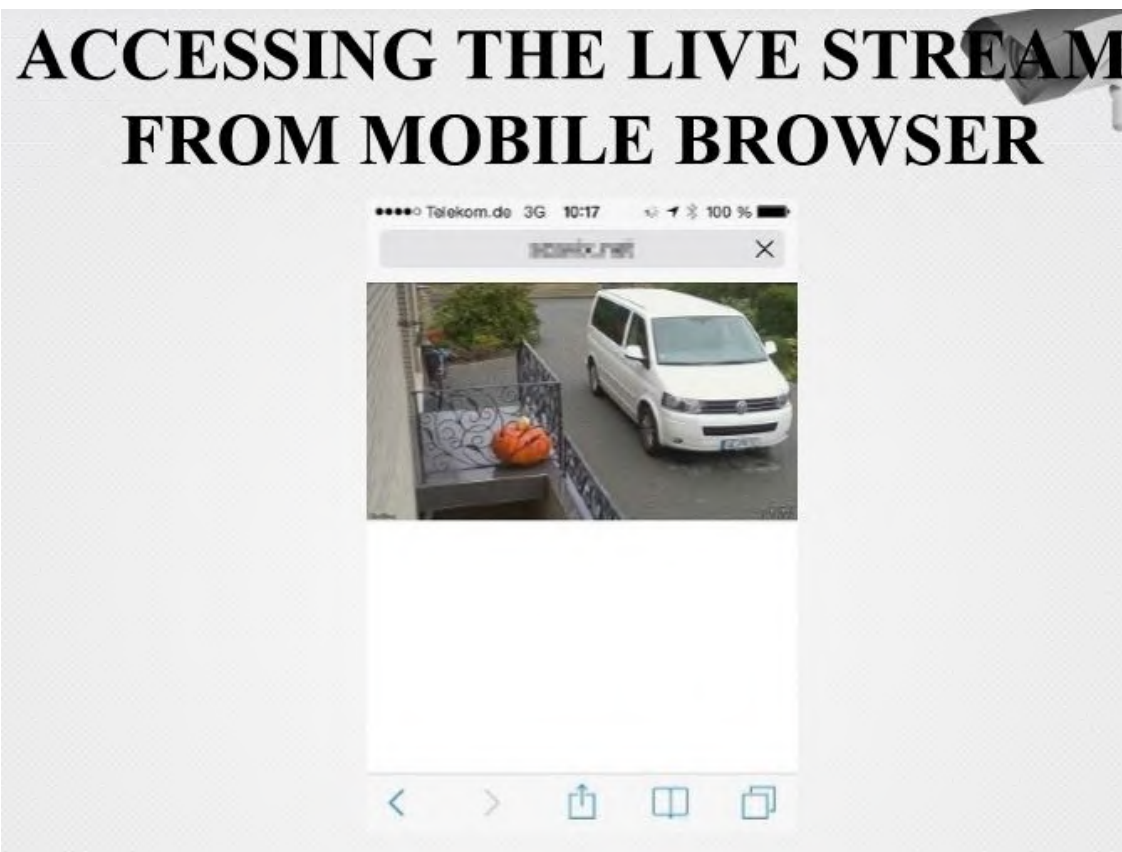 ACCESSING THE LIVE STREAM
FROM MOBILE BROWSER
Telekom.de 3G 10:17 100 %